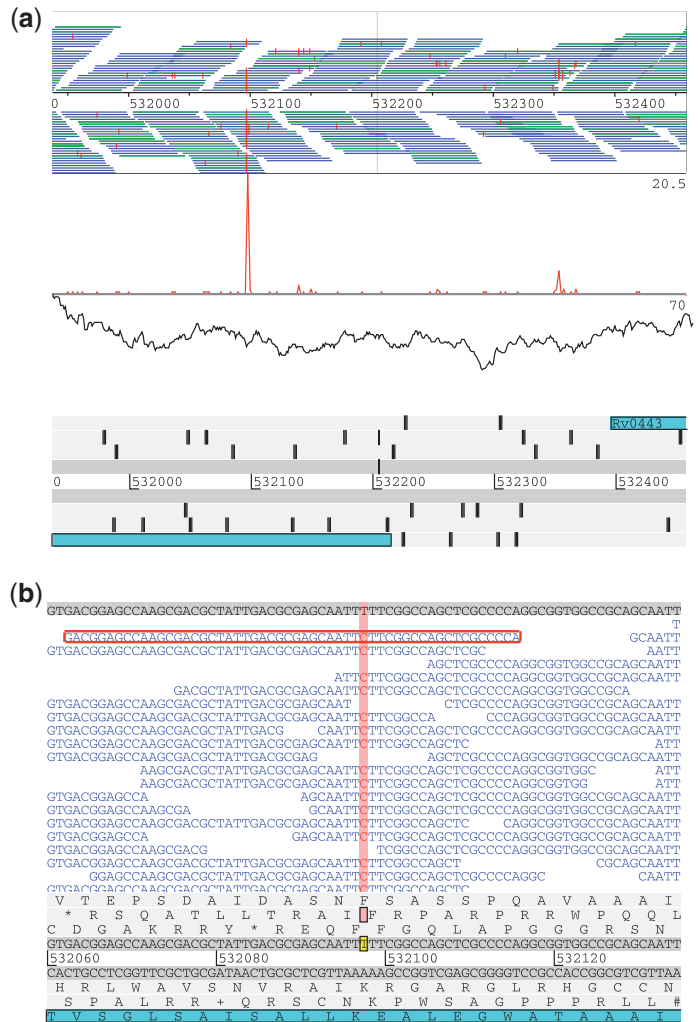 (a)
0 532000 532100 532200 532300 532400
20.5
70
Rv0443
0 532000 532100 532200 532300 532400
(b)
GTGACGGAGCCAAGCGACGCTATTGACGCGAGCAATTTTTCGGCCAGCTCGCCCCAGGCGGTGGCCGCAGCAATT
T
GACGGAGCCAAGCGACGCTATTGACGCGAGCAATTCTTCGGCCAGCTCGCCCCA GCAATT
GTGACGGAGCCAAGCGACGCTATTGACGCGAGCAATTCTTCGGCCAGCTCGC AATT
AGCTCGCCCCAGGCGGTGGCCGCAGCAATT
ATTCTTCGGCCAGCTCGCCCCAGGCGGTGGCCGCAGCAATT
GACGCTATTGACGCGAGCAATTCTTCGGCCAGCTCGCCCCAGGCGGTGGCCGCA
GTGACGGAGCCAAGCGACGCTATTGACGCGAGCAAT CTCGCCCCAGGCGGTGGCCGCAGCAATT
GTGACGGAGCCAAGCGACGCTATTGACGCGAGCAATTCTTCGGCCA CCCCAGGCGGTGGCCGCAGCAATT
GTGACGGAGCCAAGCGACGCTATTGACG CAATTCTTCGGCCAGCTCGCCCCAGGCGGTGGCCGCAGCAATT
GTGACGGAGCCAAGCGACGCTATTGACGCGAGCAATTCTTCGGCCAGCTC ATT
GTGACGGAGCCAAGCGACGCTATTGACGCGAG AGCTCGCCCCAGGCGGTGGCCGCAGCAATT
AAGCGACGCTATTGACGCGAGCAATTCTTCGGCCAGCTCGCCCCAGGCGGTGGC ATT
AAGCGACGCTATTGACGCGAGCAATTCTTCGGCCAGCTCGCCCCAGGCGGTGG ATT
GTGACGGAGCCA AGCAATTCTTCGGCCAGCTCGCCCCAGGCGGTGGCCGCAGCAATT
GTGACGGAGCCAAGCGA GCAATTCTTCGGCCAGCTCGCCCCAGGCGGTGGCCGCAGCAATT
GTGACGGAGCCAAGCGACGCTATTGACGCGAGCAATTCTTCGGCCAGCTC CCCCAGGCGGTGGCCGCAGCAATT
GTGACGGAGCCA GAGCAATTCTTCGGCCAGCTCGCCCCAGGCGGTGGCCGCAGCAATT
GTGACGGAGCCAAGCGACG TCGGCCAGCTCGCCCCAGGCGGTGGCCGCAGCAATT
GTGACGGAGCCAAGCGACGCTATTGACGCGAGCAATTCTTCGGCCAGCT CGCAGCAATT
GGAGCCAAGCGACGCTATTGACGCGAGCAATTCTTCGGCCAGCTCGCCCCAGGC CAATT
V T E P S D A I D A S N F S A S S P Q A V A A A I
* R S Q A T L L T R A I F R P A R P R R W P Q Q L
C D G A K R R Y * R E Q F F G Q L A P G G G R S N
GTGACGGAGCCAAGCGACGCTATTGACGCGAGCAATTTTTCGGCCAGCTCGCCCCAGGCGGTGGCCGCAGCAATT
532060 532080 532100 532120
CACTGCCTCGGTTCGCTGCGATAACTGCGCTCGTTAAAAAGCCGGTCGAGCGGGGTCCGCCACCGGCGTCGTTAA
H R L W A V S N V R A I K R G A R G L R H G C C N
S P A L R R + Q R S C N K P W S A G P P R L L #
T V S G L S A I S A L L K E A L E G W A T A A A I